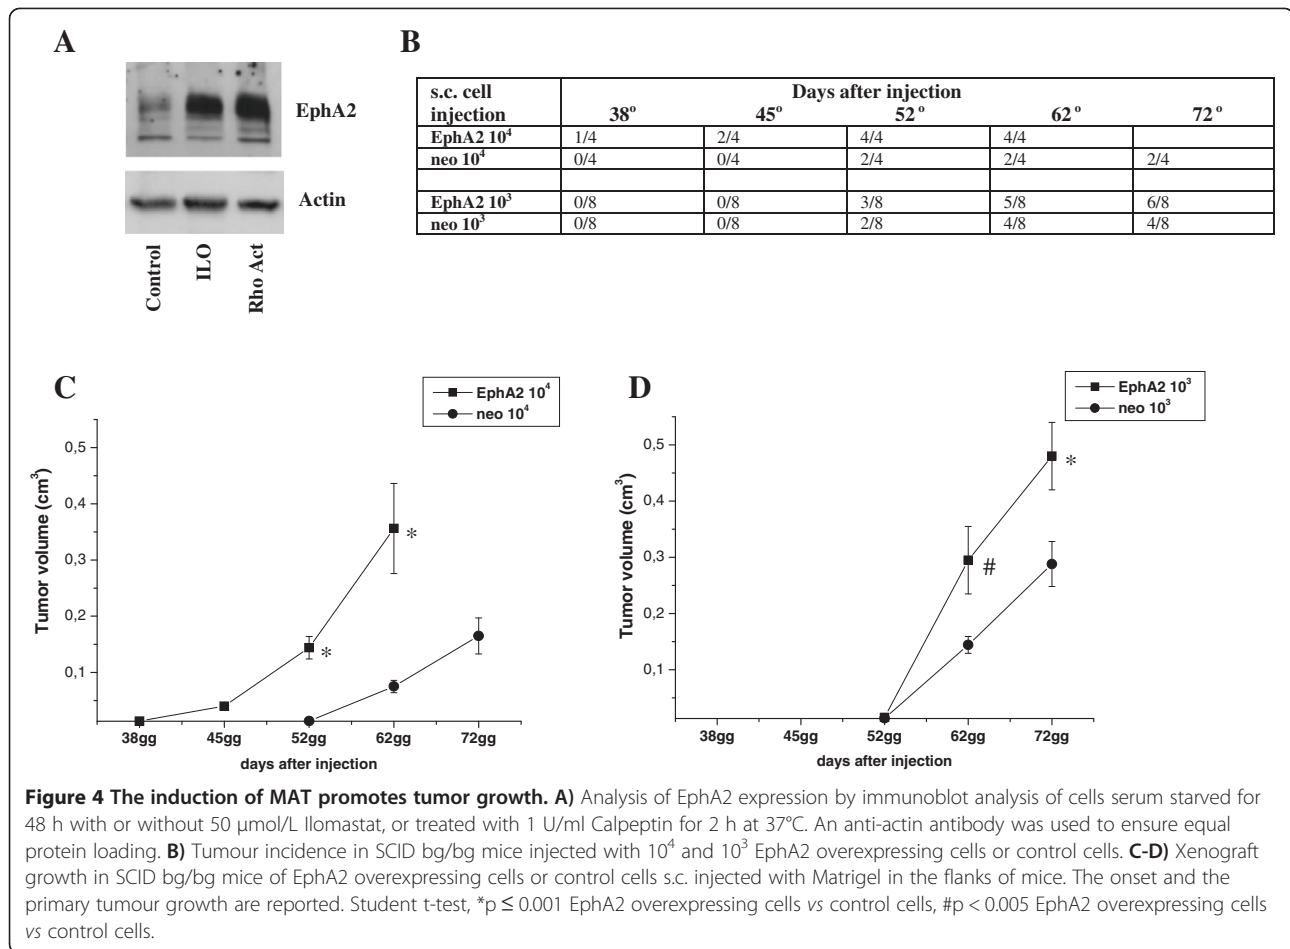 A
EphA2
Actin
Control
ILO
Rho Act
B
s.c. cell injection
Days after injection
38º 45º 52º 62º 72º
EphA2 10⁴ 1/4 2/4 4/4 4/4
neo 10⁴ 0/4 0/4 2/4 2/4 2/4
EphA2 10³ 0/8 0/8 3/8 5/8 6/8
neo 10³ 0/8 0/8 2/8 4/8 4/8
C
EphA2 10⁴
neo 10⁴
Tumor volume (cm³)
0,5
0,4
0,3
0,2
0,1
*
*
38gg 45gg 52gg 62gg 72gg
days after injection
D
EphA2 10³
neo 10³
Tumor volume (cm³)
0,5
0,4
0,3
0,2
0,1
#
*
38gg 45gg 52gg 62gg 72gg
days after injection
Figure 4 The induction of MAT promotes tumor growth. A) Analysis of EphA2 expression by immunoblot analysis of cells serum starved for
48 h with or without 50 μmol/L Ilomastat, or treated with 1 U/ml Calpeptin for 2 h at 37°C. An anti-actin antibody was used to ensure equal
protein loading. B) Tumour incidence in SCID bg/bg mice injected with 10⁴ and 10³ EphA2 overexpressing cells or control cells. C-D) Xenograft
growth in SCID bg/bg mice of EphA2 overexpressing cells or control cells s.c. injected with Matrigel in the flanks of mice. The onset and the
primary tumour growth are reported. Student t-test, *p ≤ 0.001 EphA2 overexpressing cells vs control cells, #p < 0.005 EphA2 overexpressing cells
vs control cells.